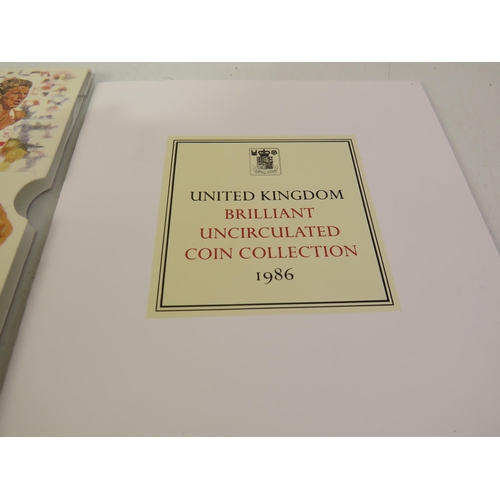 UNITED KINGDOM
BRILLIANT
UNCIRCULATED
COIN COLLECTION
1986